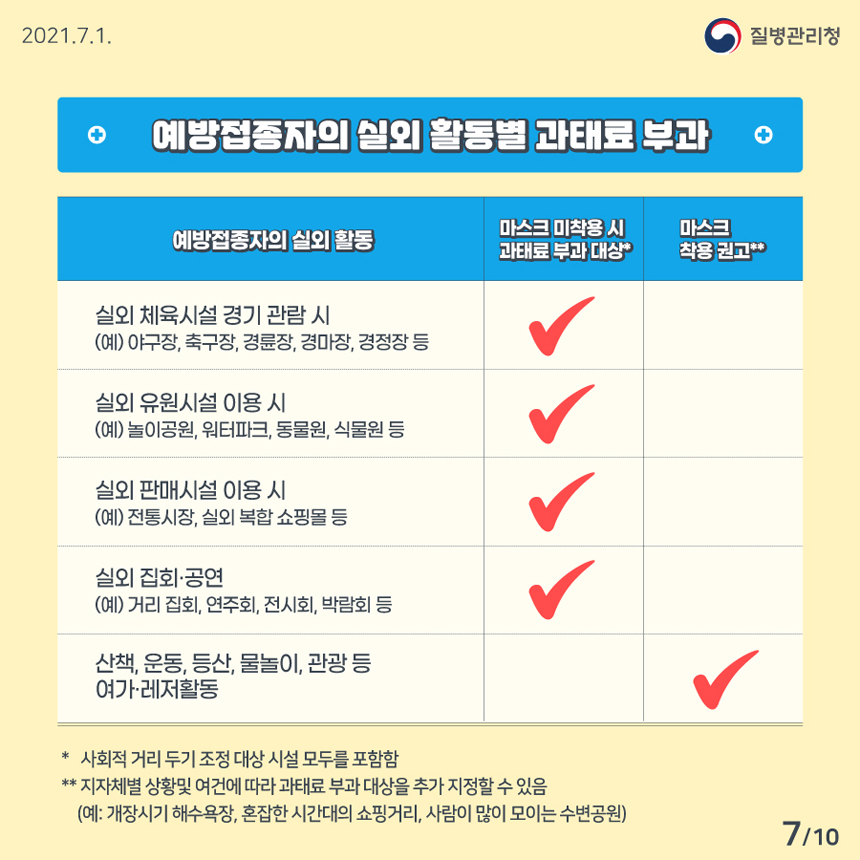 2021.7.1.
질병관리청
예방접종자의 실외 활동별 과태료 부과
예방접종자의 실외 활동
마스크 미착용 시
과태료 부과 대상*
마스크
착용 권고**
실외 체육시설 경기 관람 시
(예) 야구장, 축구장, 경륜장, 경마장, 경정장 등
실외 유원시설 이용 시
(예) 놀이공원, 워터파크, 동물원, 식물원 등
실외 판매시설 이용 시
(예) 전통시장, 실외 복합 쇼핑몰 등
실외 집회·공연
(예) 거리 집회, 연주회, 전시회, 박람회 등
산책, 운동, 등산, 물놀이, 관광 등
여가·레저활동
* 사회적 거리 두기 조정 대상 시설 모두를 포함함
** 지자체별 상황및 여건에 따라 과태료 부과 대상을 추가 지정할 수 있음
(예: 개장시기 해수욕장, 혼잡한 시간대의 쇼핑거리, 사람이 많이 모이는 수변공원)
7/10